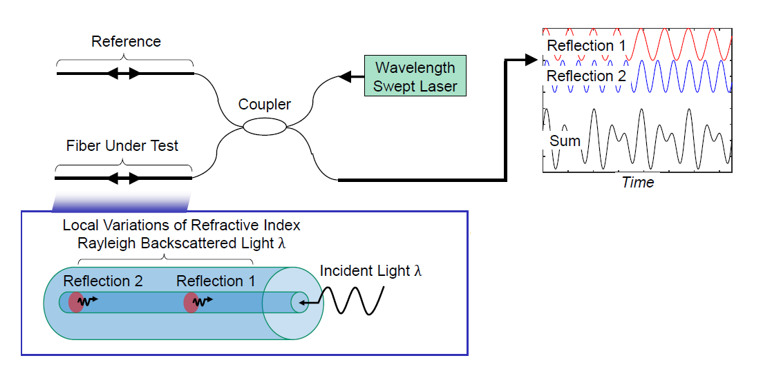 Reference
Wavelength
Swept Laser
Coupler
Fiber Under Test
Reflection 1
Reflection 2
Sum
Time
Local Variations of Refractive Index
Rayleigh Backscattered Light λ
Reflection 2
Reflection 1
Incident Light λ